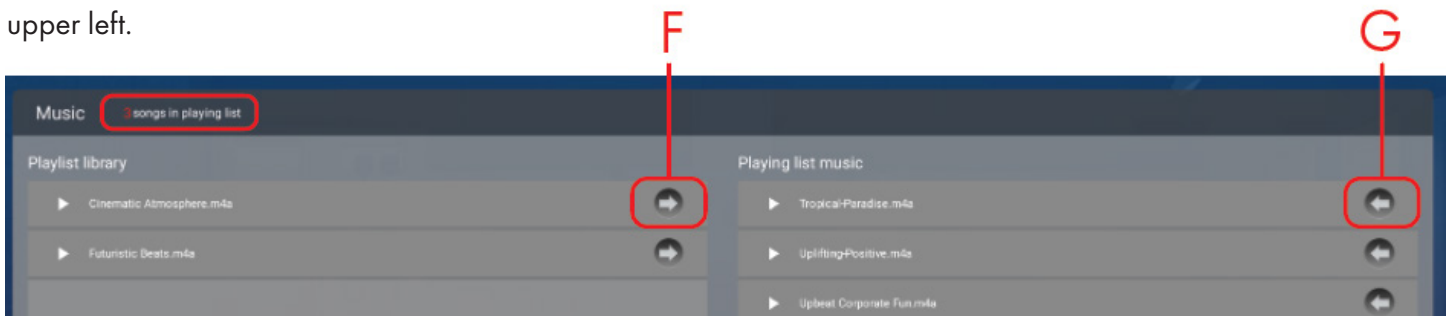 upper left.
F
G
Music 3 songs in playing list
Playlist library
Cinematic Atmosphere.m4a
Futuristic Beats.m4a
Playing list music
Tropical-Paradise.m4a
Uplifting-Positive.m4a
Upbeat Corporate Fun.m4a